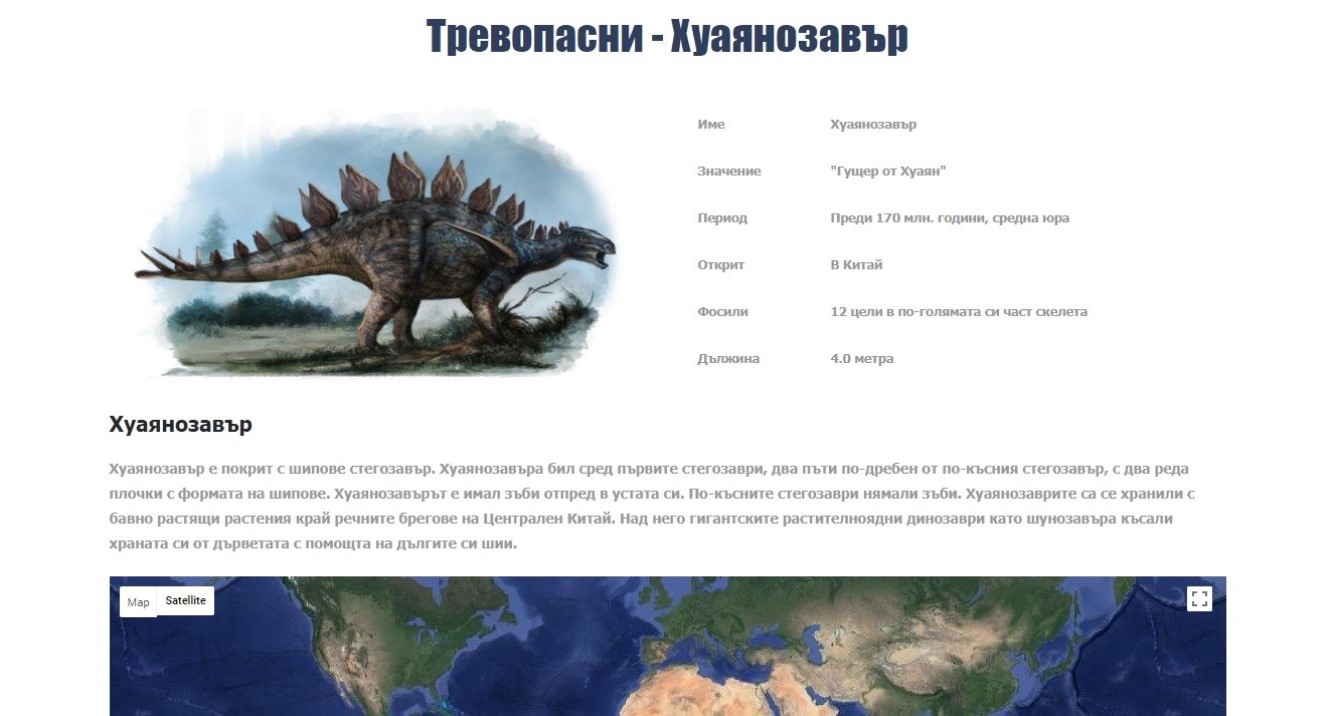 Тревопасни - Хуаянозавър
Име Хуаянозавър
Значение "Гущер от Хуаян"
Период Преди 170 млн. години, средна юра
Открит В Китай
Фосили 12 цели в по-голямата си част скелета
Дължина 4.0 метра
Хуаянозавър
Хуаянозавър е покрит с шипове стегозавър. Хуаянозавъра бил сред първите стегозаври, два пъти по-дребен от по-късния стегозавър, с два реда
плочки с формата на шипове. Хуаянозавърът е имал зъби отпред в устата си. По-късните стегозаври нямали зъби. Хуаянозаврите са се хранили с
бавно растящи растения край речните брегове на Централен Китай. Над него гигантските растителноядни динозаври като шунозавъра късали
храната си от дърветата с помощта на дългите си шии.
Map Satellite